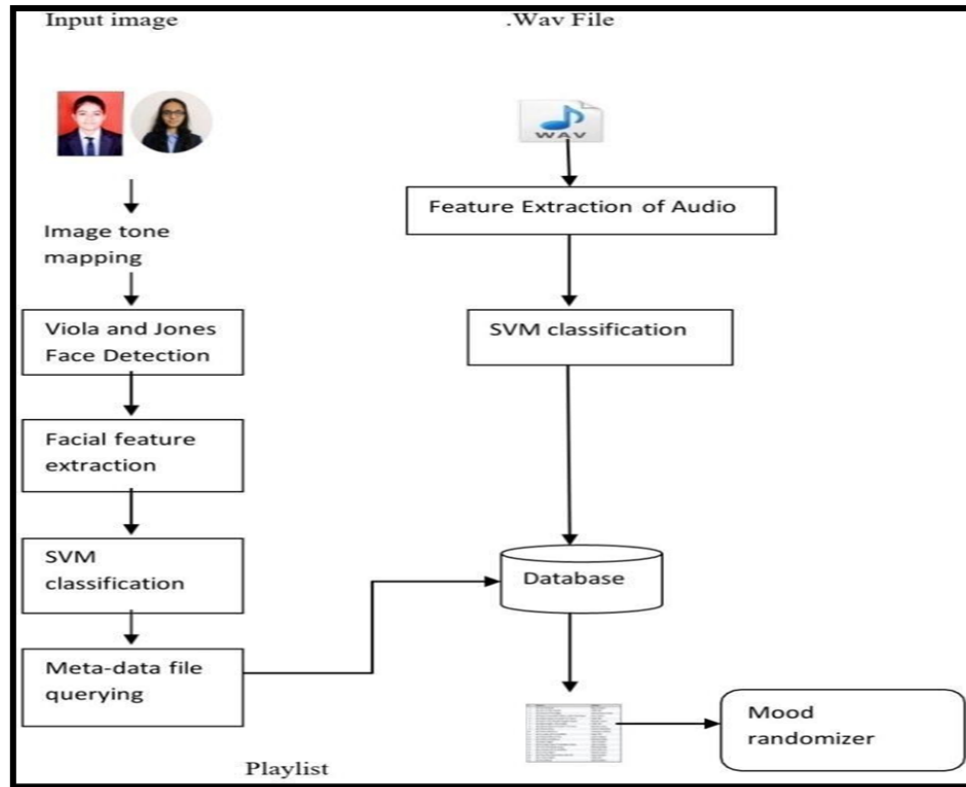 Input image
.Wav File
WAV
Image tone
mapping
Viola and Jones
Face Detection
Facial feature
extraction
SVM
classification
Meta-data file
querying
Feature Extraction of Audio
SVM classification
Database
Mood
randomizer
Playlist